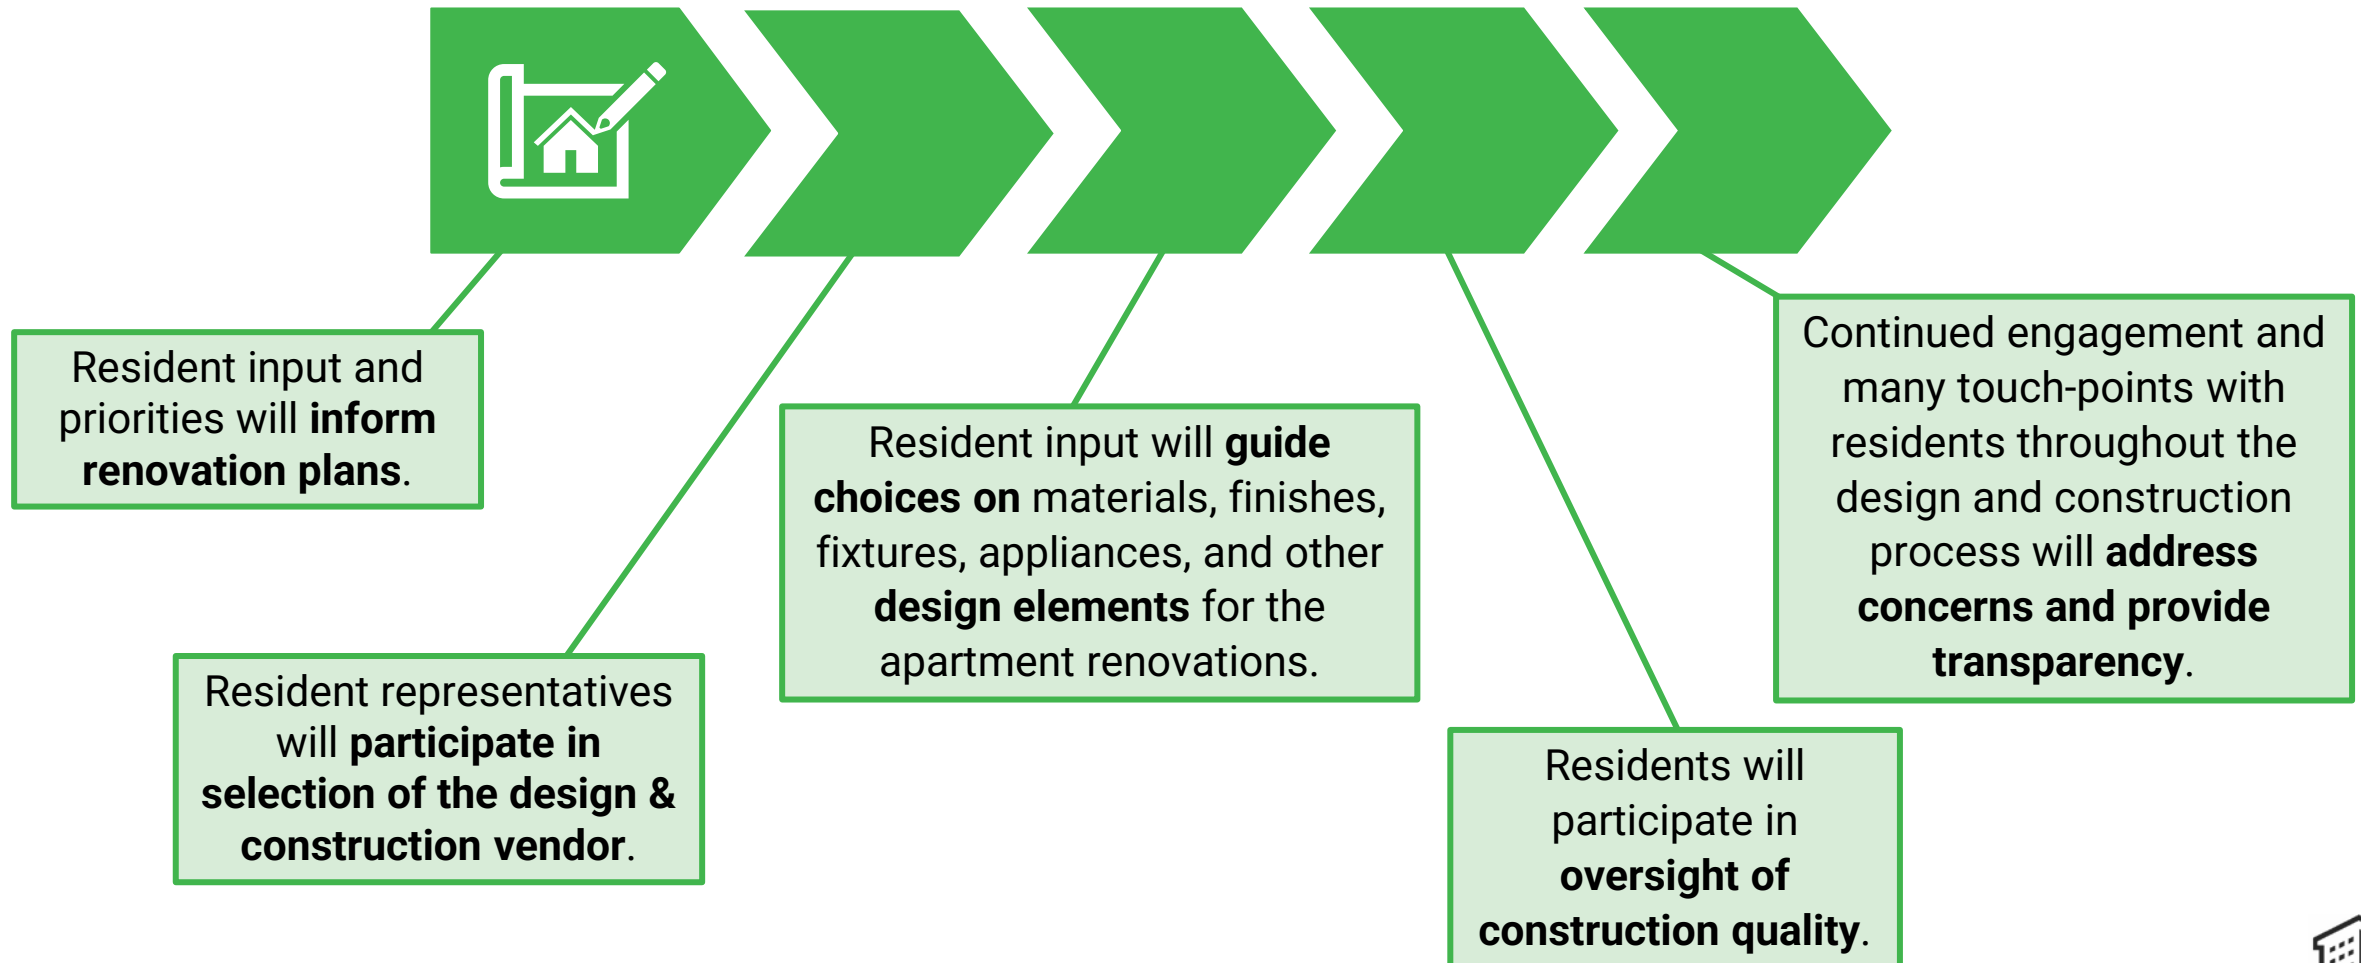 Resident input and
priorities will inform
renovation plans.
Resident representatives
will participate in
selection of the design &
construction vendor.
Resident input will guide
choices on materials, finishes,
fixtures, appliances, and other
design elements for the
apartment renovations.
Residents will
participate in
oversight of
construction quality.
Continued engagement and
many touch-points with
residents throughout the
design and construction
process will address
concerns and provide
transparency.